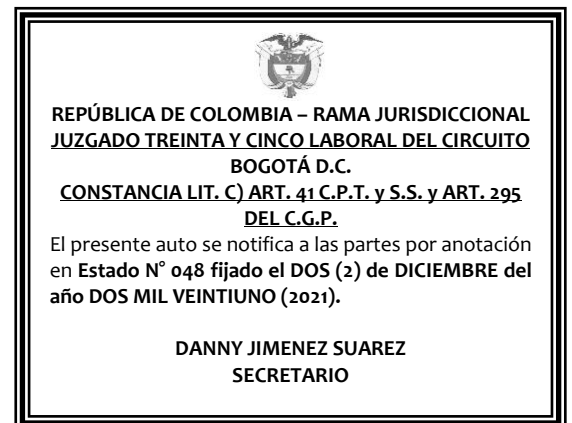 REPÚBLICA DE COLOMBIA – RAMA JURISDICCIONAL
JUZGADO TREINTA Y CINCO LABORAL DEL CIRCUITO
BOGOTÁ D.C.
CONSTANCIA LIT. C) ART. 41 C.P.T. y S.S. y ART. 295
DEL C.G.P.
El presente auto se notifica a las partes por anotación
en Estado N° 048 fijado el DOS (2) de DICIEMBRE del
año DOS MIL VEINTIUNO (2021).
DANNY JIMENEZ SUAREZ
SECRETARIO